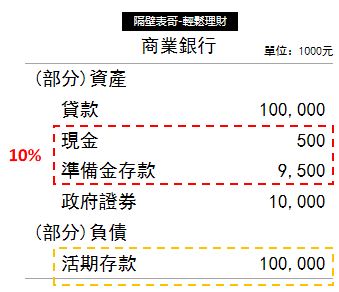 隔壁表哥-輕鬆理財
商業銀行 單位：1000元
(部分)資產
貸款 100,000
現金 500
10%
準備金存款 9,500
政府證券 10,000
(部分)負債
活期存款 100,000